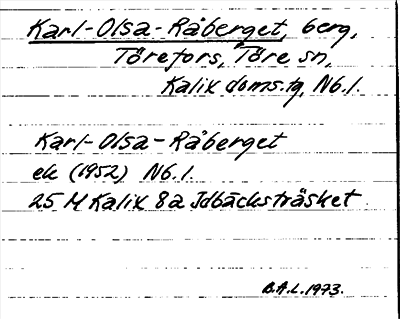 Karl-Olsa-Råberget, berg,
Törefors, Töre sn,
Kalix doms.tg, Nb.l.
Karl-Olsa-Råberget
ek (1952) Nb.l.
25 M Kalix 8a Idbäcksträsket
B.A.L. 1973.